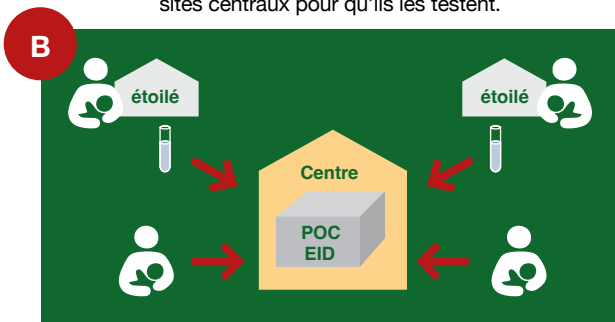 sites centraux pour qu'ils les testent.
B
étoilé
étoilé
Centre
POC
EID